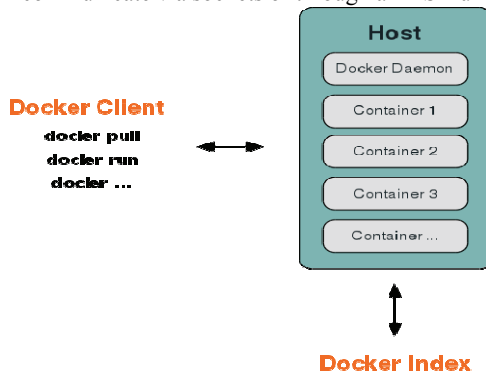 Host
Docker Daemon
Docker Client
Container 1
docker pull
docker run
Container 2
docker ...
Container 3
Container ...
Docker Index